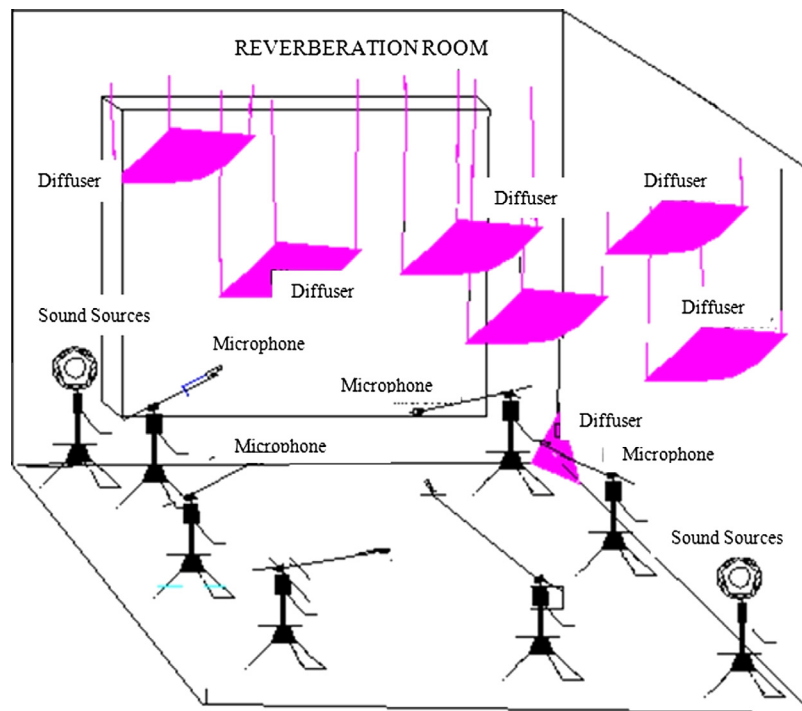 REVERBERATION ROOM
Diffuser
Diffuser
Diffuser
Diffuser
Diffuser
Sound Sources
Microphone
Microphone
Diffuser
Microphone
Microphone
Sound Sources